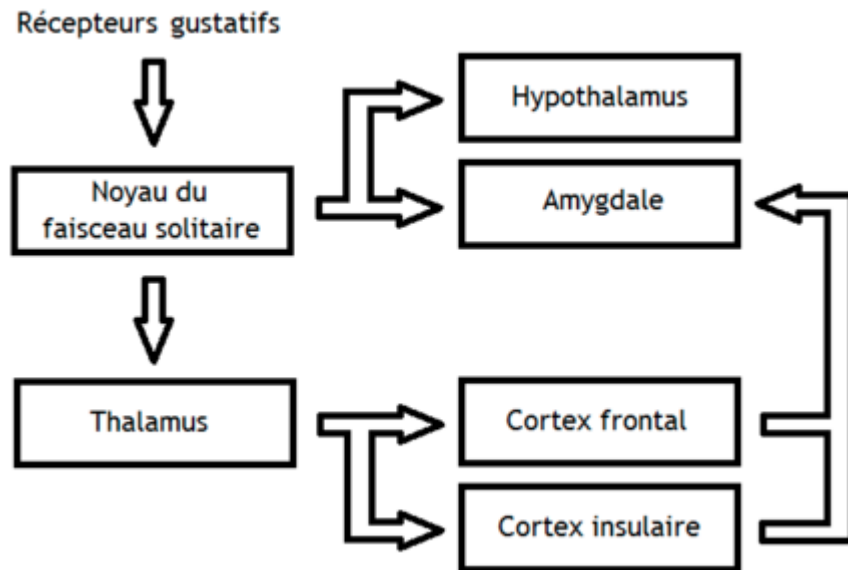 Récepteurs gustatifs
Hypothalamus
Noyau du
faisceau solitaire
Amygdale
Thalamus
Cortex frontal
Cortex insulaire